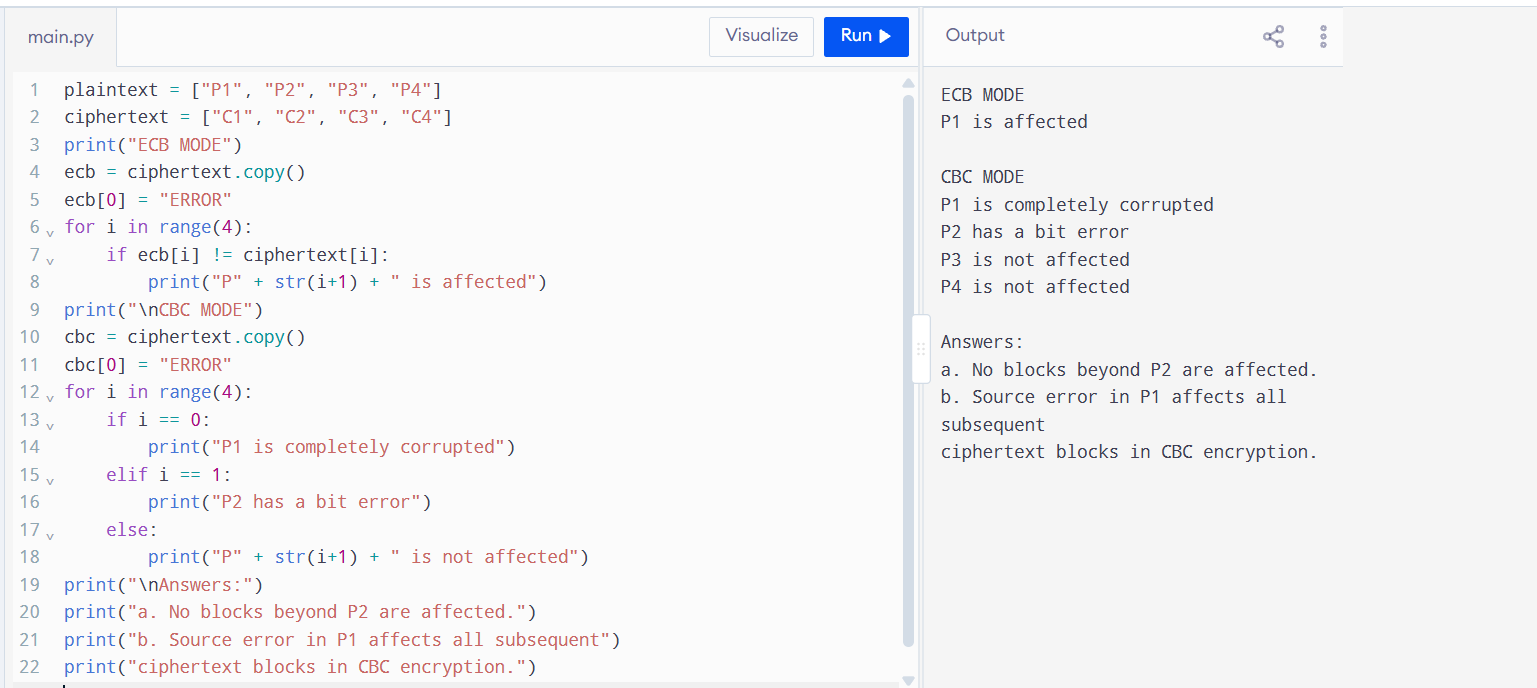 main.py
Visualize
Run
Output
1 plaintext = ["P1", "P2", "P3", "P4"]
2 ciphertext = ["C1", "C2", "C3", "C4"]
3 print("ECB MODE")
4 ecb = ciphertext.copy()
5 ecb[0] = "ERROR"
6 for i in range(4):
7     if ecb[i] != ciphertext[i]:
8         print("P" + str(i+1) + " is affected")
9 print("\nCBC MODE")
10 cbc = ciphertext.copy()
11 cbc[0] = "ERROR"
12 for i in range(4):
13     if i == 0:
14         print("P1 is completely corrupted")
15     elif i == 1:
16         print("P2 has a bit error")
17     else:
18         print("P" + str(i+1) + " is not affected")
19 print("\nAnswers:")
20 print("a. No blocks beyond P2 are affected.")
21 print("b. Source error in P1 affects all subsequent")
22 print("ciphertext blocks in CBC encryption.")
ECB MODE
P1 is affected
CBC MODE
P1 is completely corrupted
P2 has a bit error
P3 is not affected
P4 is not affected
Answers:
a. No blocks beyond P2 are affected.
b. Source error in P1 affects all
subsequent
ciphertext blocks in CBC encryption.